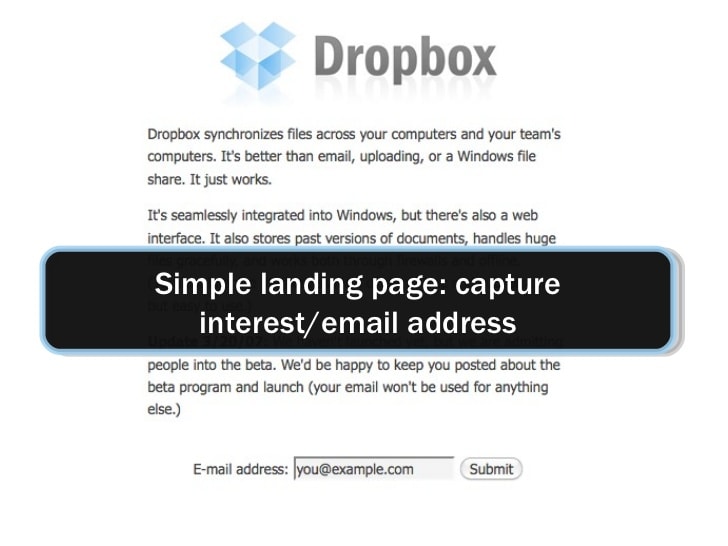 Dropbox
Dropbox synchronizes files across your computers and your team's
computers. It's better than email, uploading, or a Windows file
share. It just works.
It's seamlessly integrated into Windows, but there's also a web
interface. It also stores past versions of documents, handles huge
Simple landing page: capture
interest/email address
people into the beta. We'd be happy to keep you posted about the
beta program and launch (your email won't be used for anything
else.)
E-mail address: you@example.com Submit